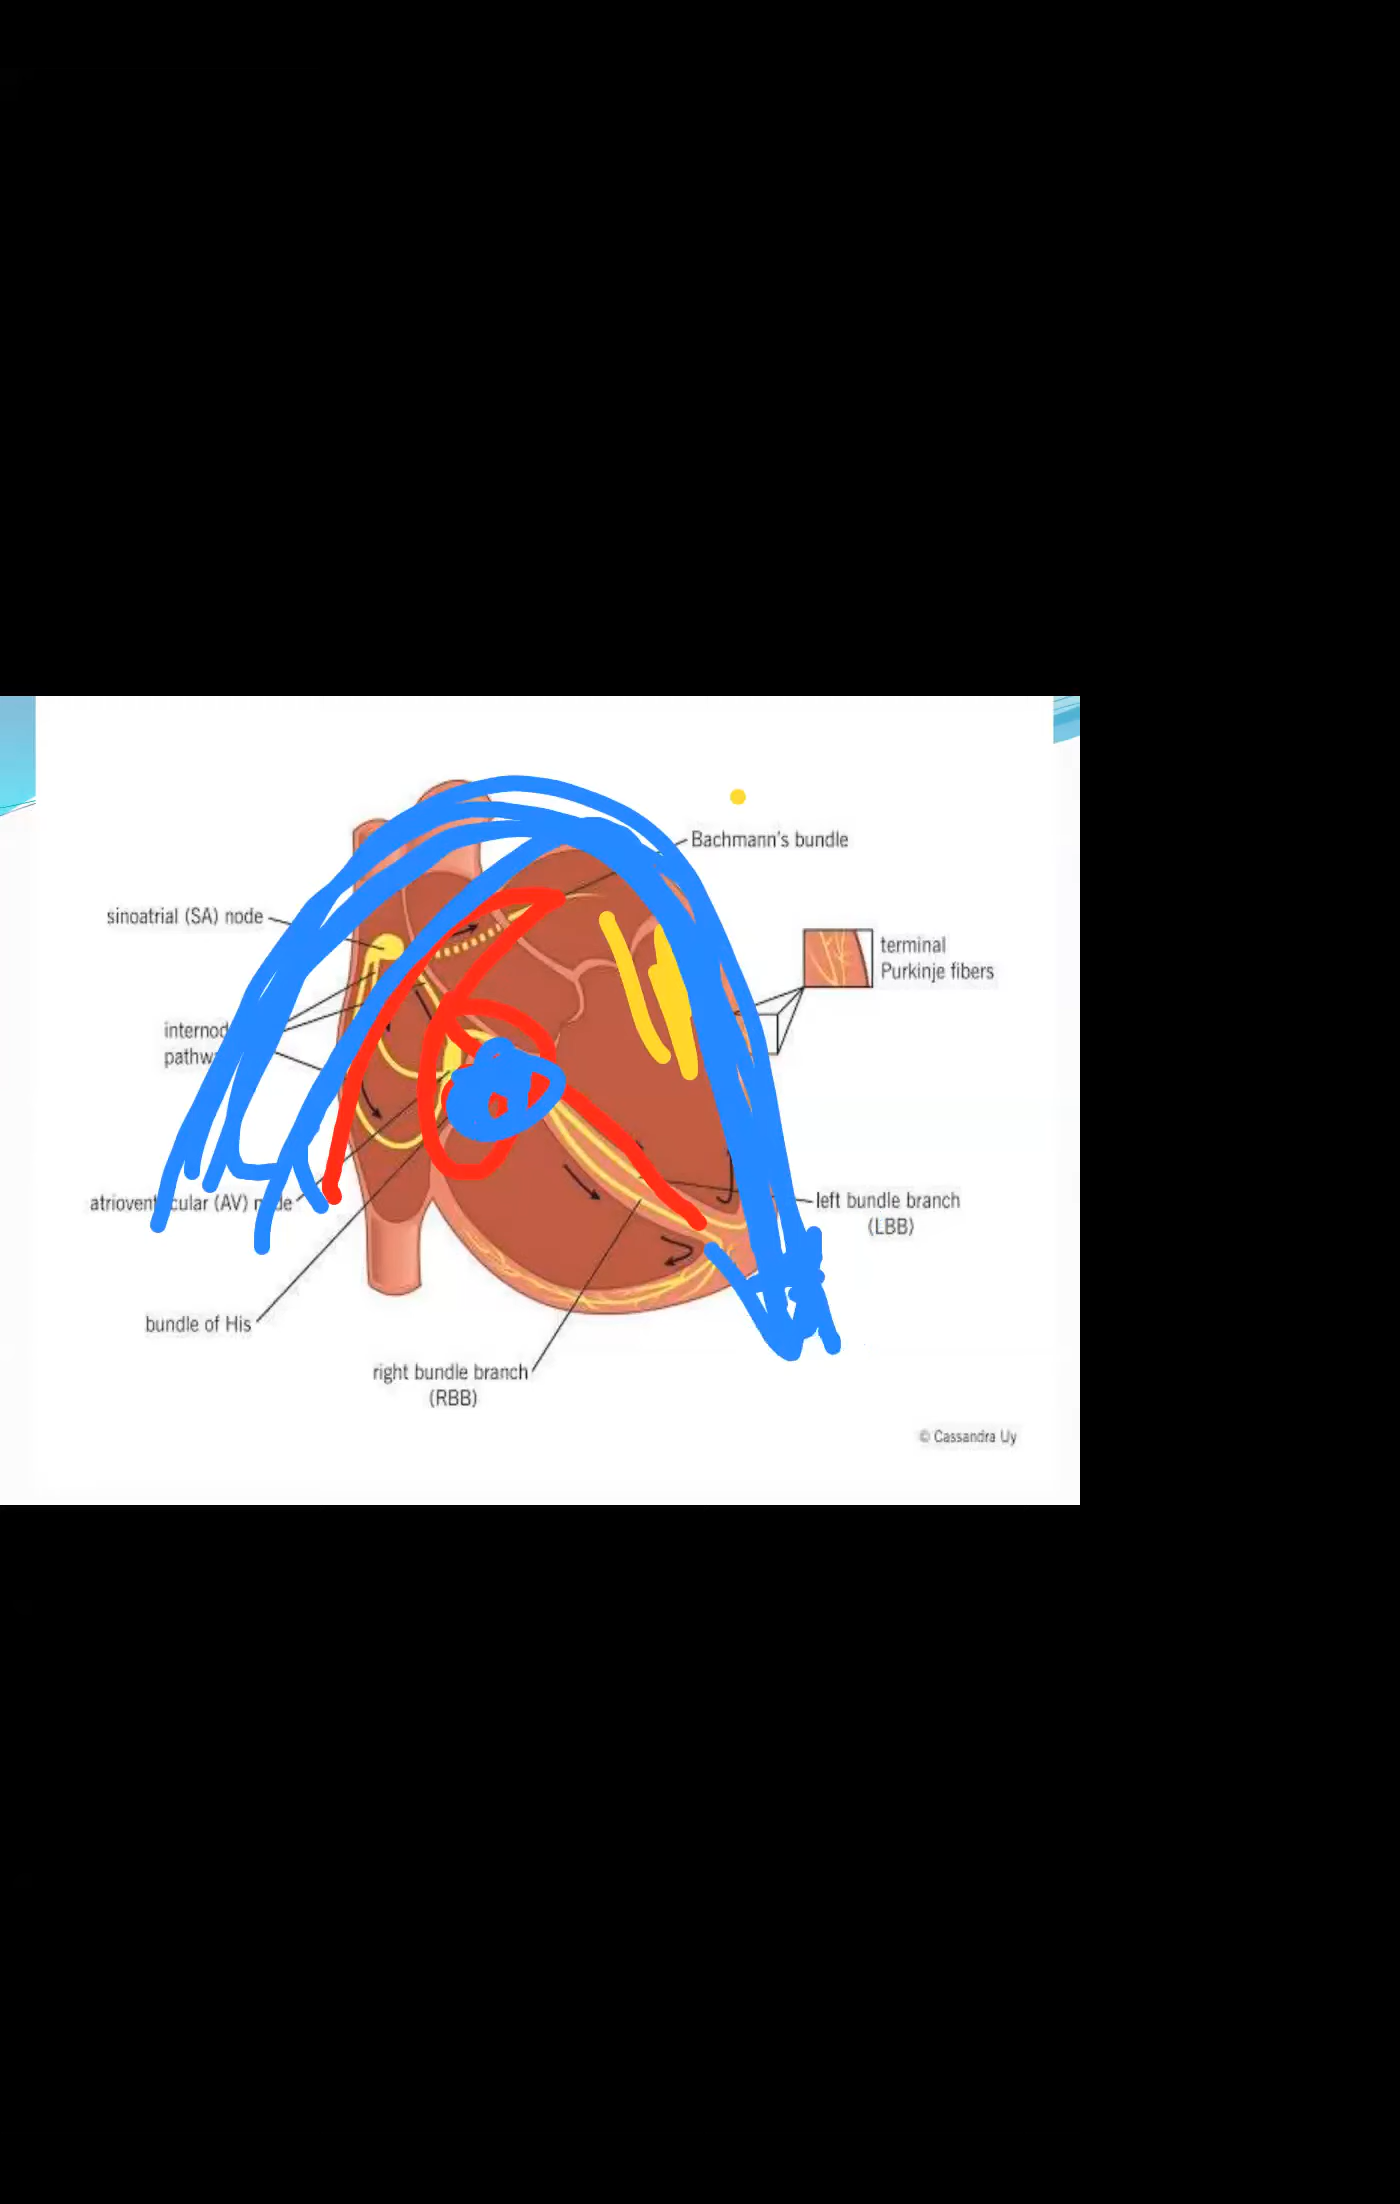 Bachmann's bundle
sinoatrial (SA) node
terminal
Purkinje fibers
left bundle branch
(LBB)
bundle of His
right bundle branch
(RBB)
© Cassandra Uy